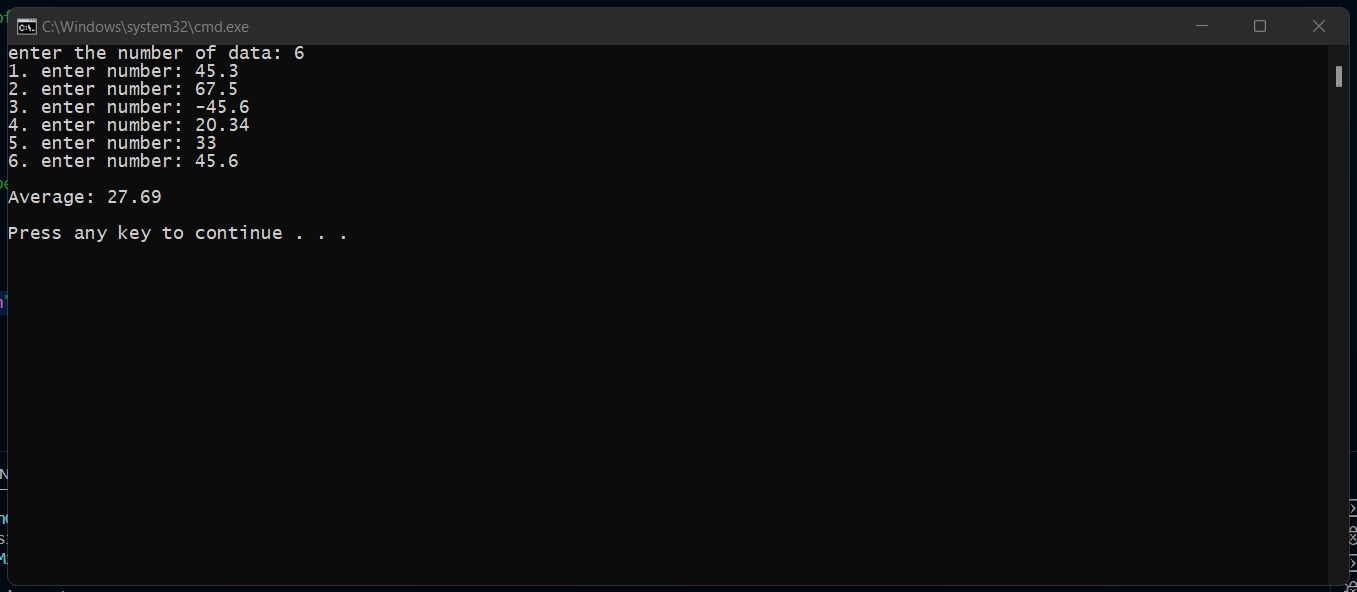 C:\Windows\system32\cmd.exe
enter the number of data: 6
1. enter number: 45.3
2. enter number: 67.5
3. enter number: -45.6
4. enter number: 20.34
5. enter number: 33
6. enter number: 45.6
Average: 27.69
Press any key to continue . . .